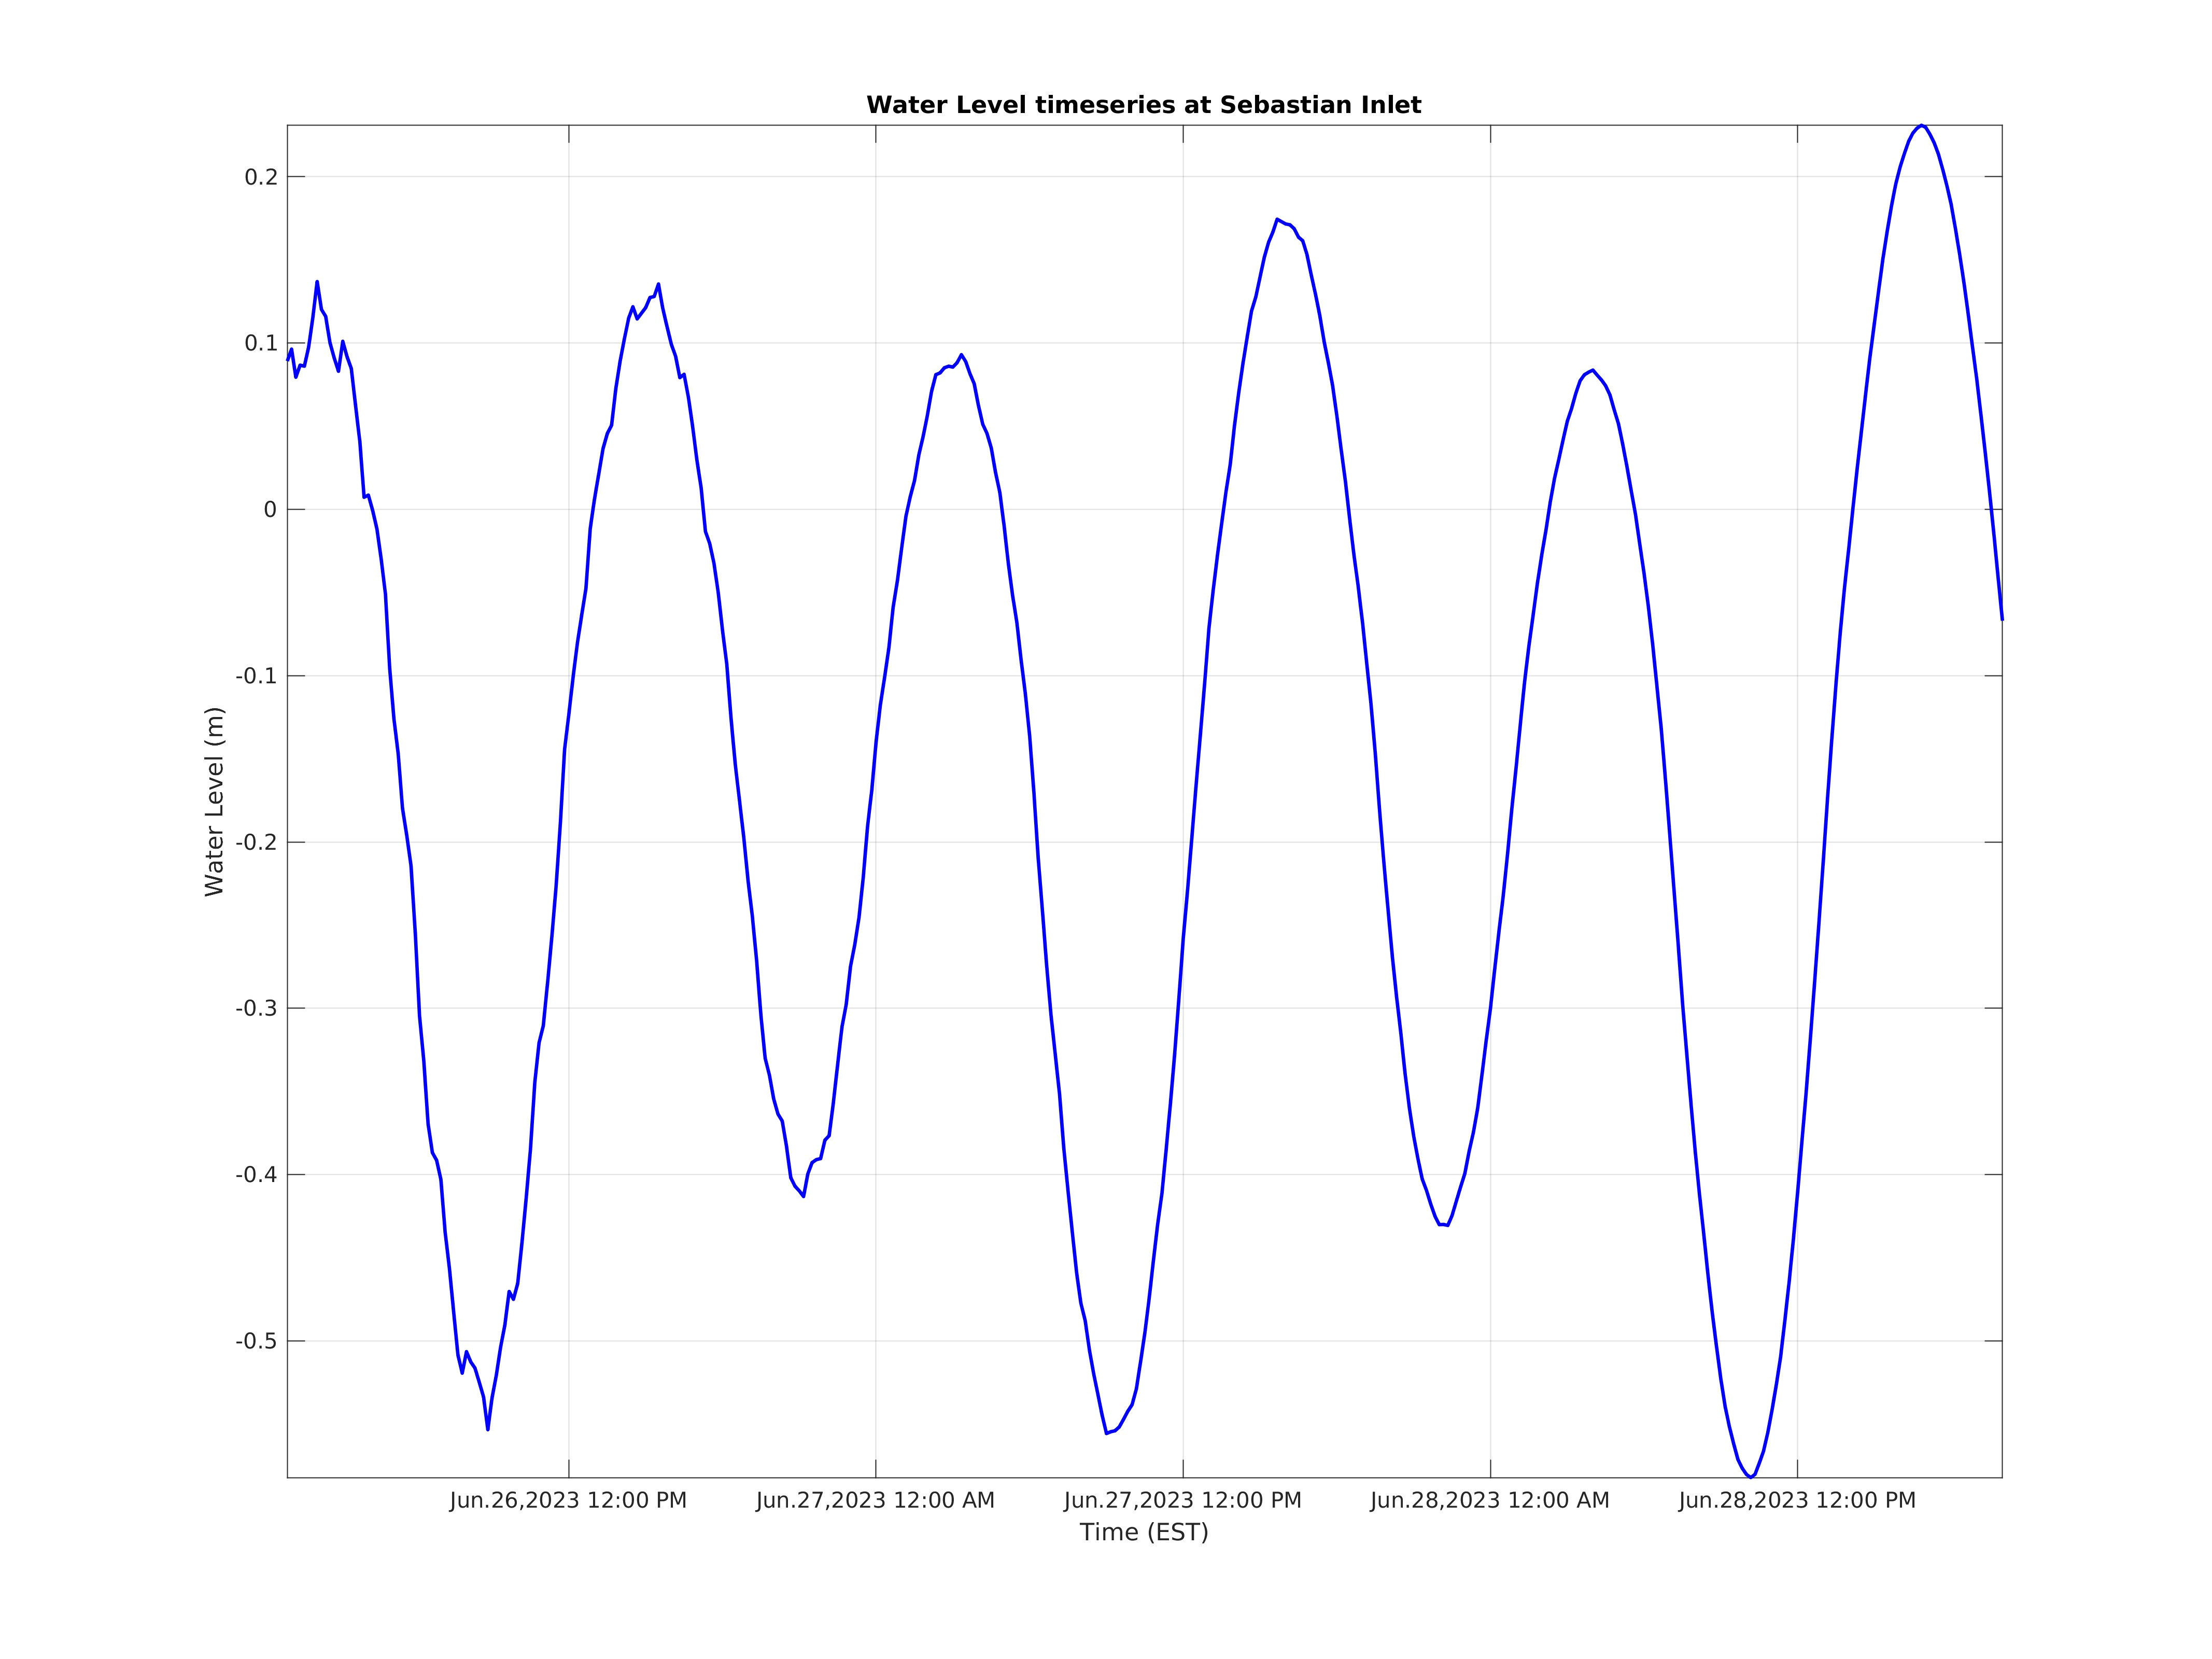 Water Level timeseries at Sebastian Inlet
0.2
0.1
0
-0.1
-0.2
-0.3
-0.4
-0.5
Water Level (m)
Jun.26,2023 12:00 PM
Jun.27,2023 12:00 AM
Jun.27,2023 12:00 PM
Jun.28,2023 12:00 AM
Jun.28,2023 12:00 PM
Time (EST)